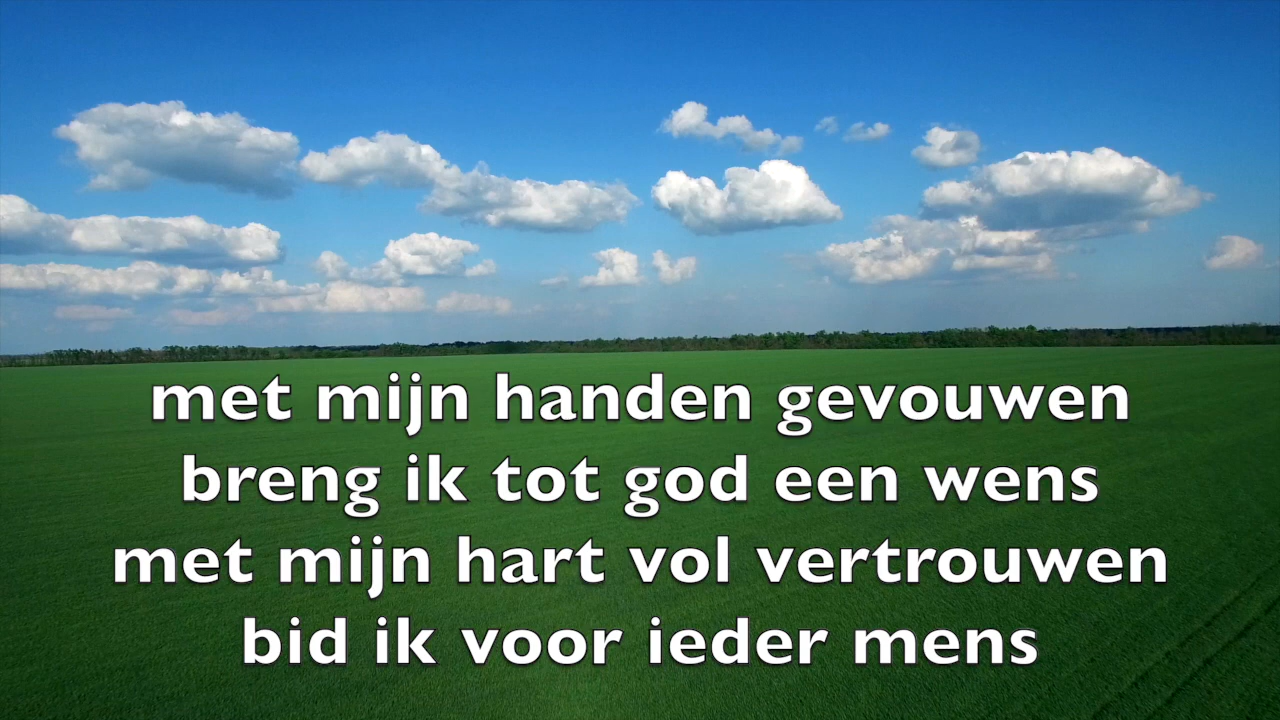 met mijn handen gevouwen
breng ik tot god een wens
met mijn hart vol vertrouwen
bid ik voor ieder mens